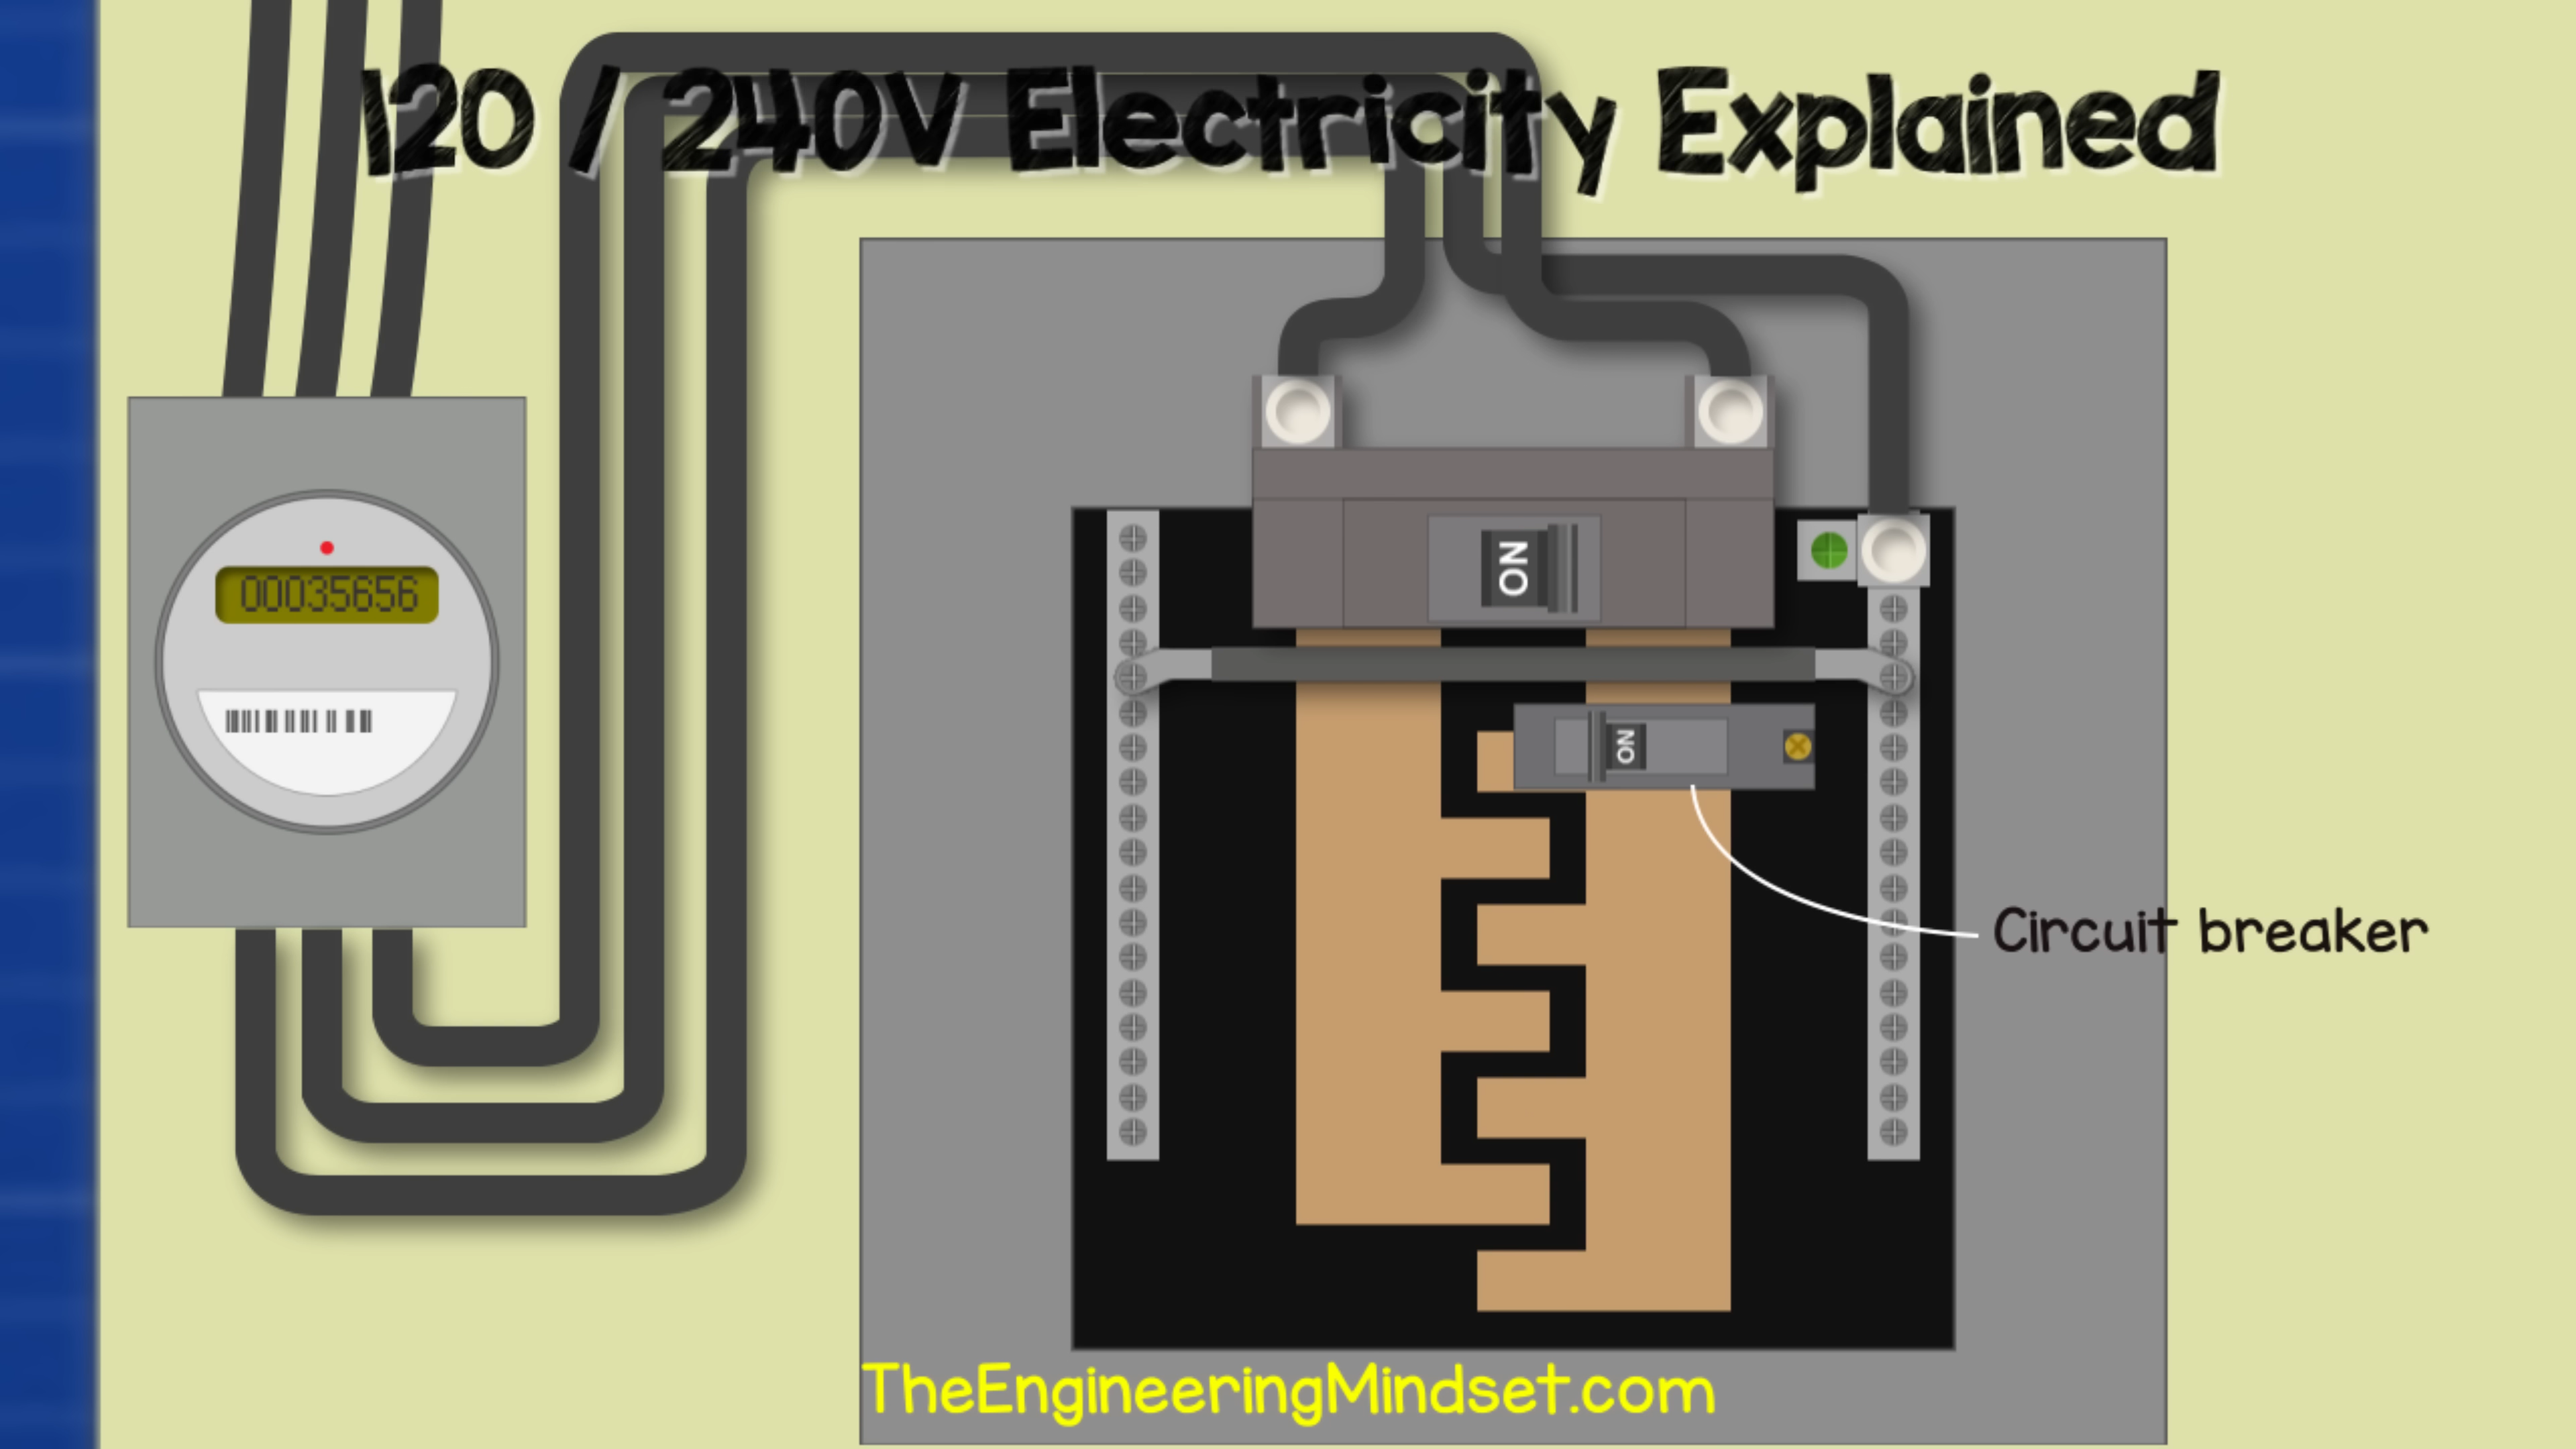 120 / 240V Electricity Explained
ON
00035656
ON
Circuit breaker
TheEngineeringMindset.com